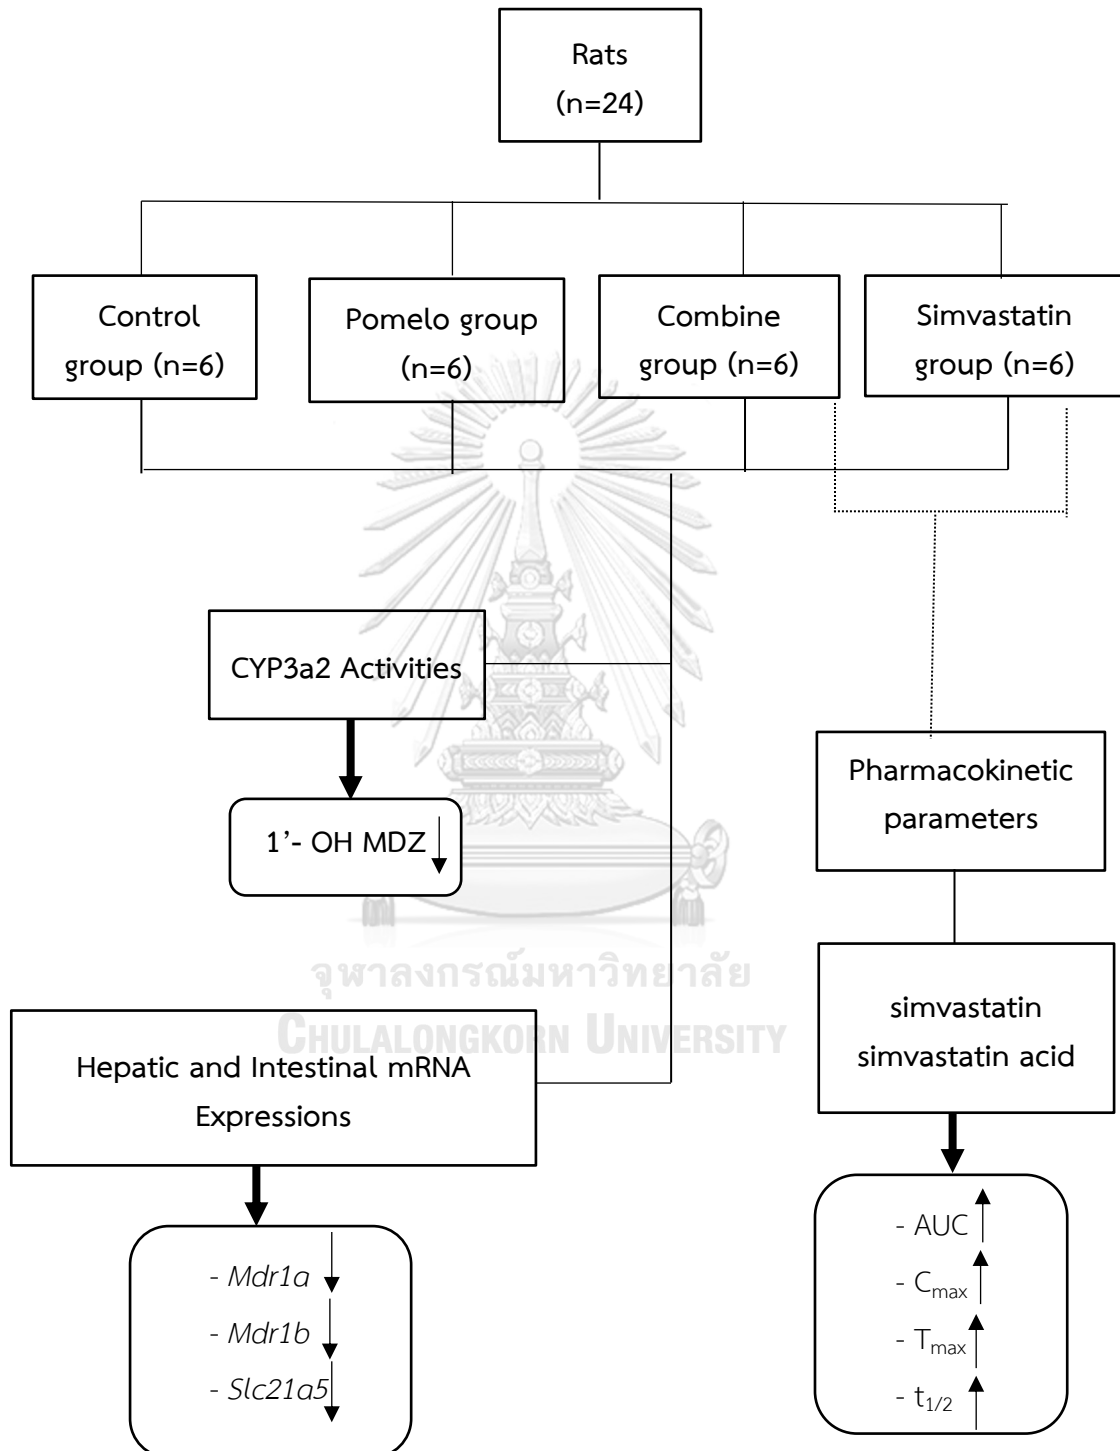 Rats
(n=24)
Control
group (n=6)
Pomelo group
(n=6)
Combine
group (n=6)
Simvastatin
group (n=6)
CYP3a2 Activities
1’- OH MDZ
Pharmacokinetic
parameters
จุฬาลงกรณ์มหาวิทยาลัย
CHULALONGKORN UNIVERSITY
simvastatin
simvastatin acid
Hepatic and Intestinal mRNA
Expressions
- Mdr1a
- Mdr1b
- Slc21a5
- AUC
- Cmax
- Tmax
- t1/2